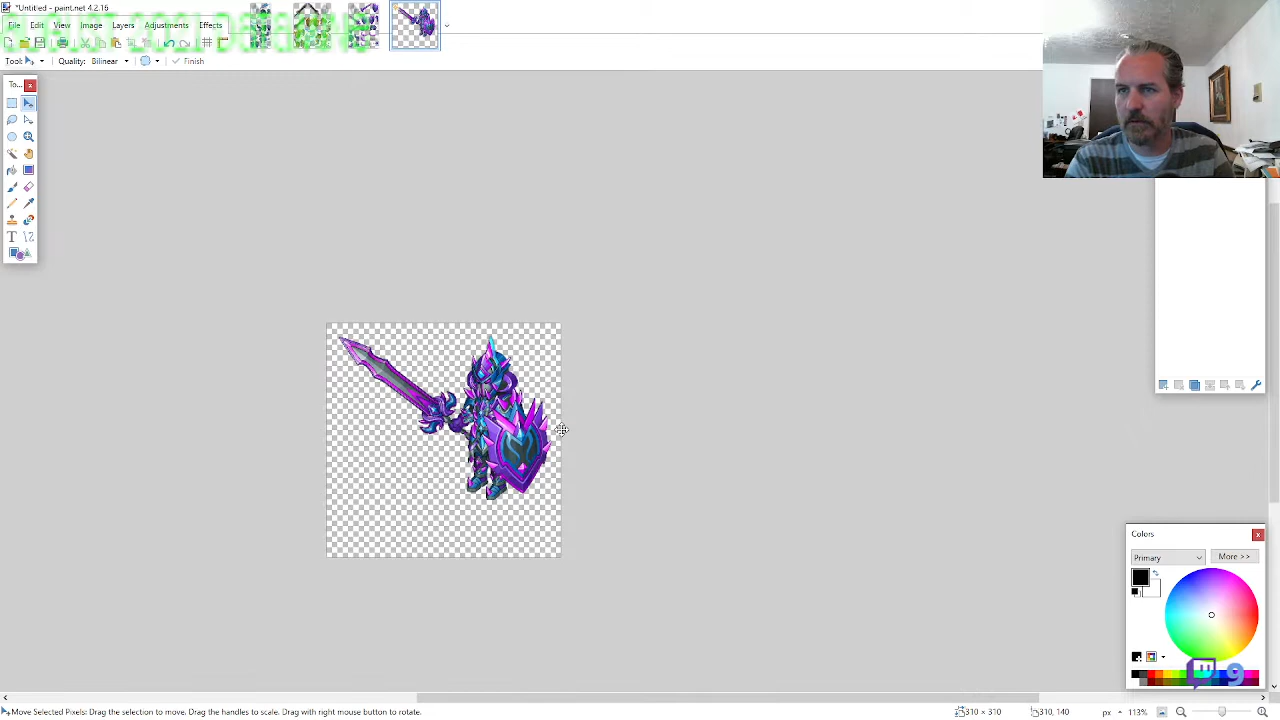 *Untitled - paint.net 4.2.16
File Edit View Image Layers Adjustments Effects
Tool: Quality: Bilinear Finish
To...
Colors
Primary More >>
9
Move Selected Pixels: Drag the selection to move. Drag the handles to scale. Drag with right mouse button to rotate. 310 × 310 310, 140 px 113%